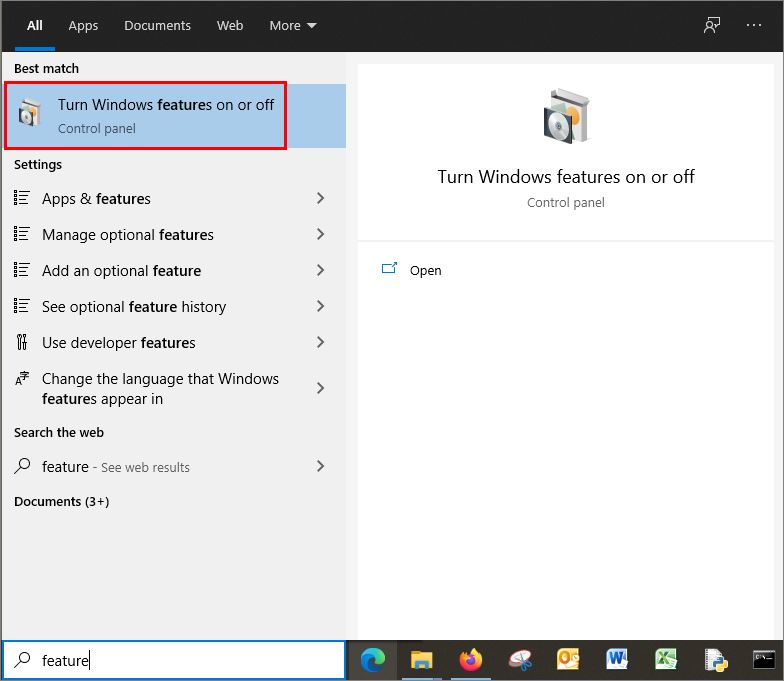 All Apps Documents Web More
Best match
Turn Windows features on or off
Control panel
Settings
Apps & features
Manage optional features
Add an optional feature
See optional feature history
Use developer features
Change the language that Windows
features appear in
Search the web
feature - See web results
Documents (3+)
feature
Turn Windows features on or off
Control panel
Open